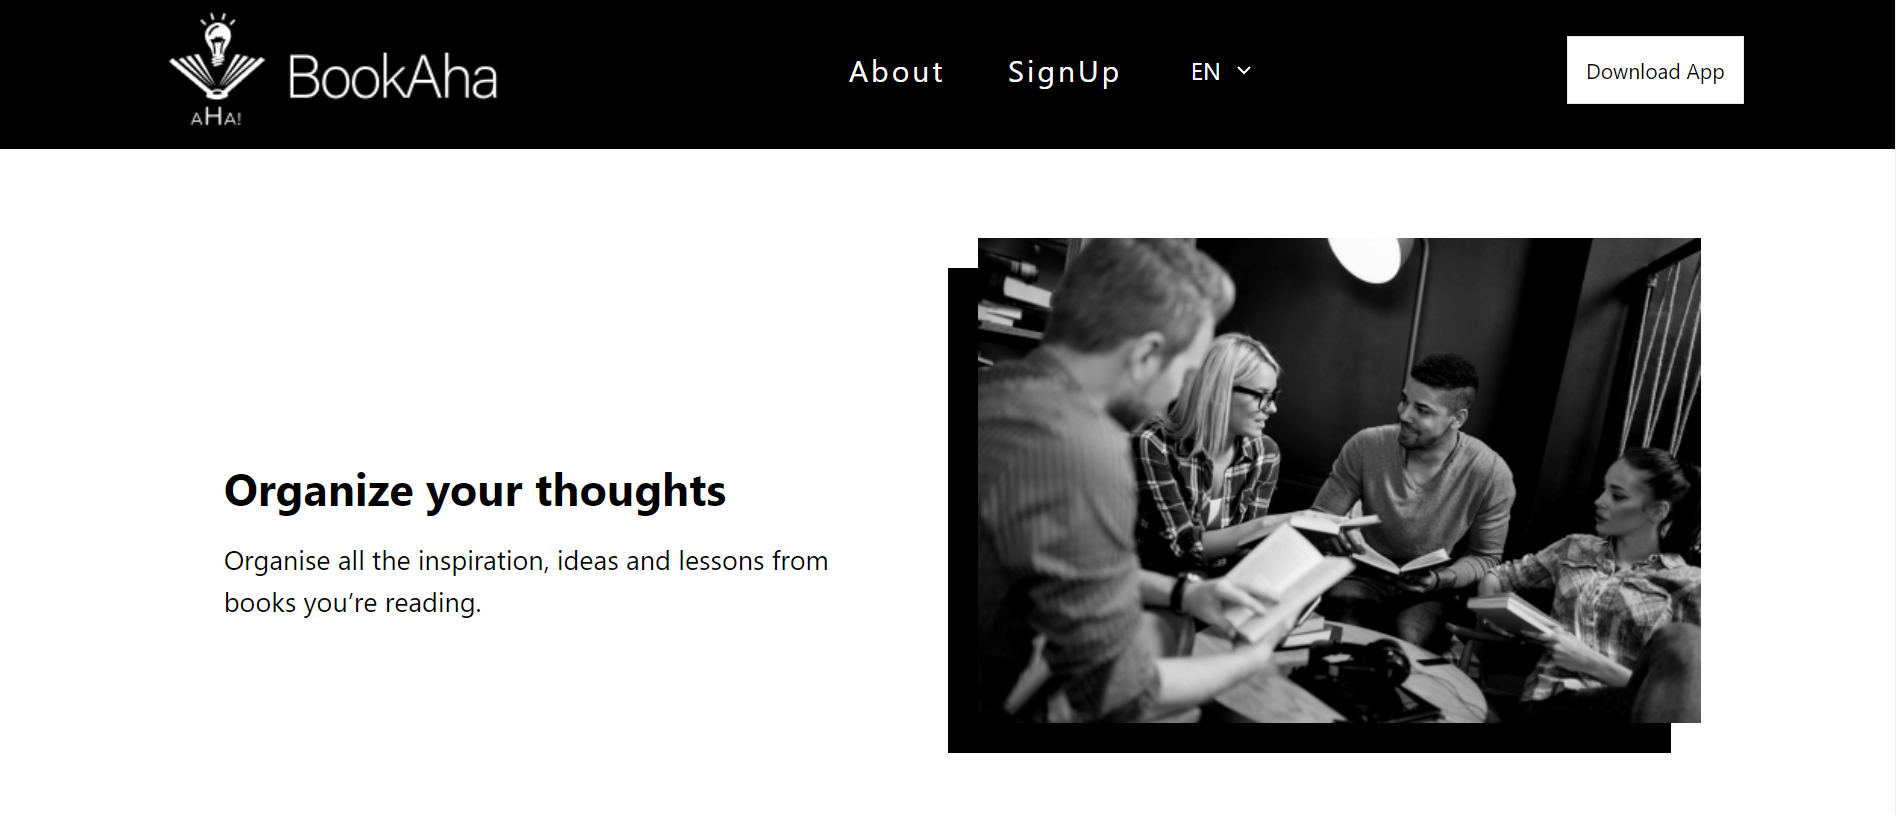 AHA!
BookAha
About
SignUp
EN
Download App
Organize your thoughts
Organise all the inspiration, ideas and lessons from
books you’re reading.